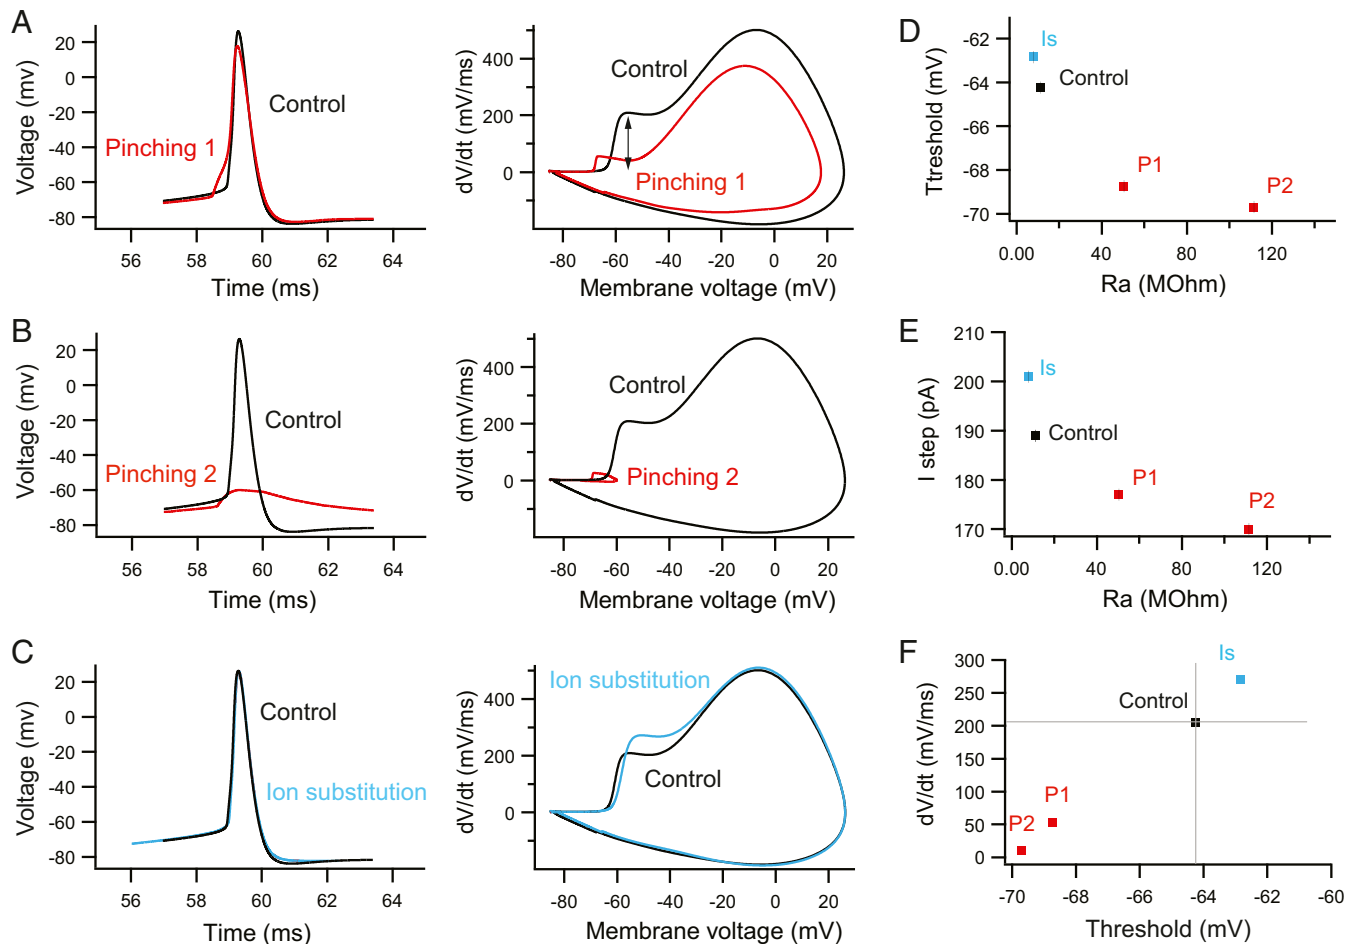 A
20
0
-20
-40
-60
-80
Voltage (mv)
Control
Pinching 1
56 58 60 62 64
Time (ms)
400
200
0
dV/dt (mV/ms)
Control
Pinching 1
-80 -60 -40 -20 0 20
Membrane voltage (mV)
D
-62
-64
-66
-68
-70
Ttreshold (mV)
Is
Control
P1
P2
0.00 40 80 120
Ra (MOhm)
B
20
0
-20
-40
-60
-80
Voltage (mv)
Control
Pinching 2
56 58 60 62 64
Time (ms)
400
200
0
dV/dt (mV/ms)
Control
Pinching 2
-80 -60 -40 -20 0 20
Membrane voltage (mV)
E
210
200
190
180
170
I step (pA)
Is
Control
P1
P2
0.00 40 80 120
Ra (MOhm)
C
20
0
-20
-40
-60
-80
Voltage (mv)
Control
Ion substitution
56 58 60 62 64
Time (ms)
400
200
0
dV/dt (mV/ms)
Ion substitution
Control
-80 -60 -40 -20 0 20
Membrane voltage (mV)
F
300
250
200
150
100
50
0
dV/dt (mV/ms)
Is
Control
P1
P2
-70 -68 -66 -64 -62 -60
Threshold (mV)